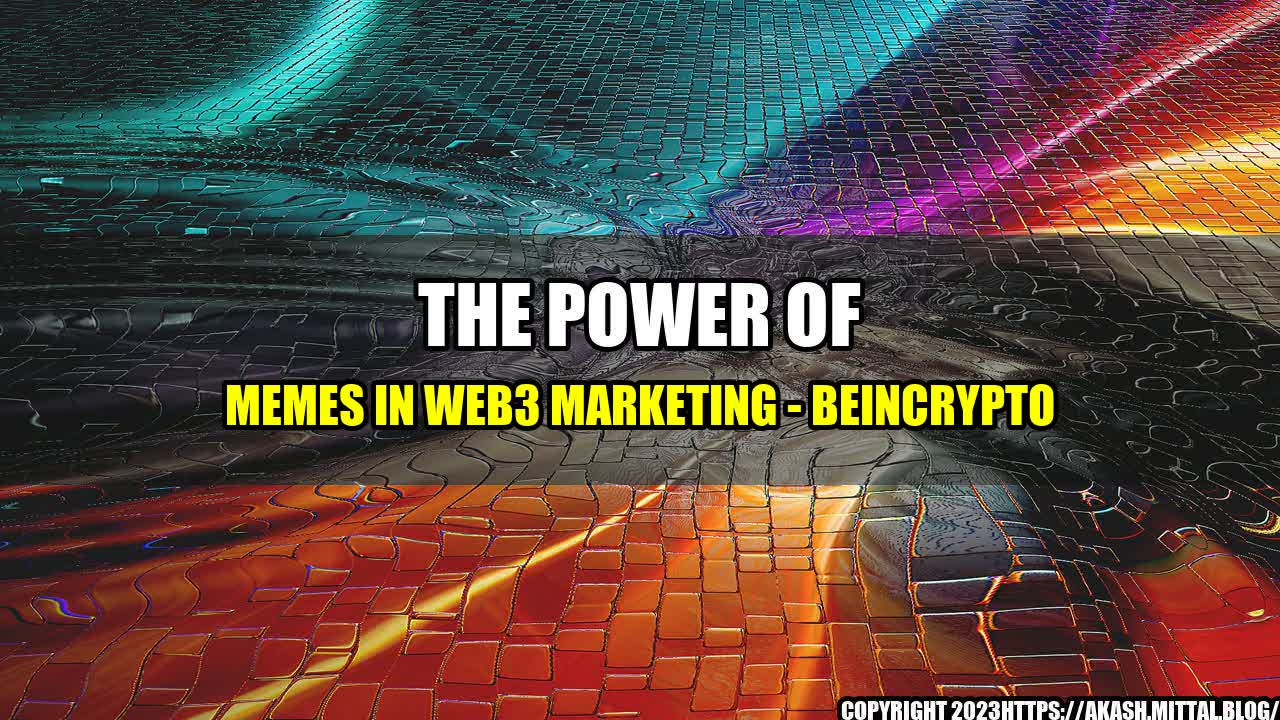 THE POWER OF
MEMES IN WEB3 MARKETING - BEINCRYPTO
COPYRIGHT 2023HTTPS://AKASH.MITTAL.BLOG/